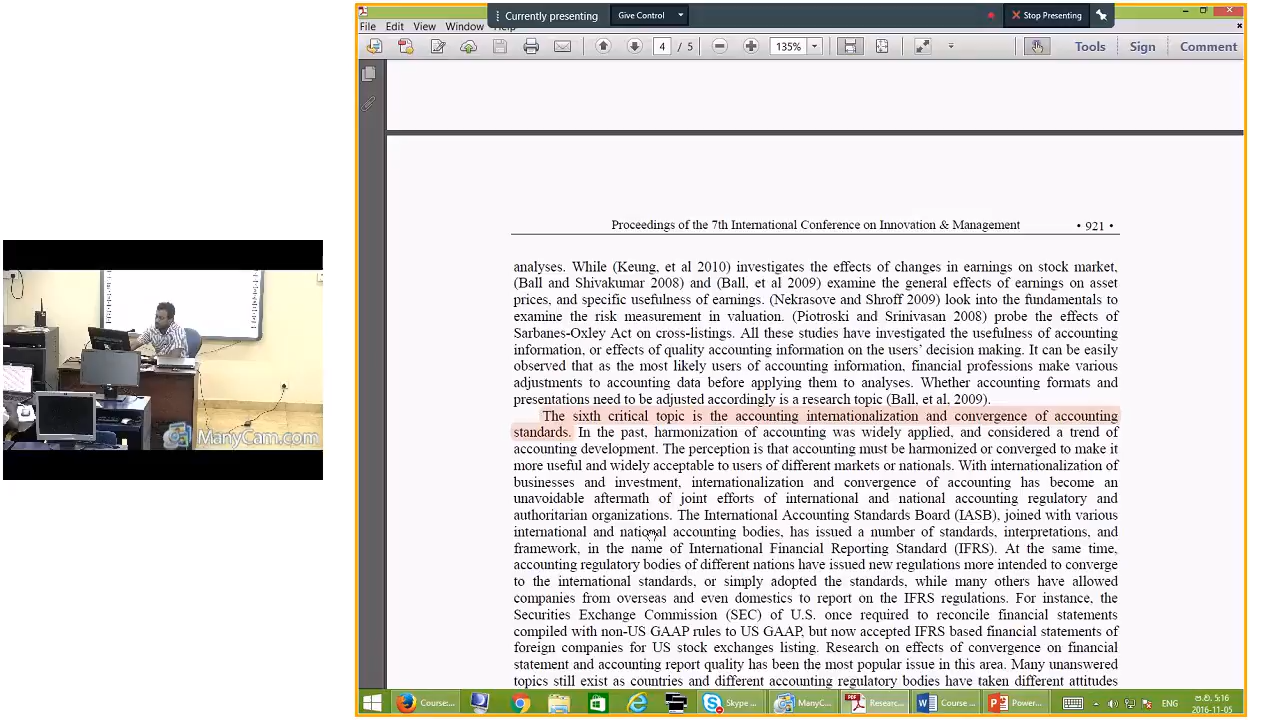 Currently presenting
Give Control
Stop Presenting
File Edit View Window Help
4 / 5
135%
Tools Sign Comment
Proceedings of the 7th International Conference on Innovation & Management • 921 •
analyses. While (Keung, et al 2010) investigates the effects of changes in earnings on stock market,
(Ball and Shivakumar 2008) and (Ball, et al 2009) examine the general effects of earnings on asset
prices, and specific usefulness of earnings. (Nekrasove and Shroff 2009) look into the fundamentals to
examine the risk measurement in valuation. (Piotroski and Srinivasan 2008) probe the effects of
Sarbanes-Oxley Act on cross-listings. All these studies have investigated the usefulness of accounting
information, or effects of quality accounting information on the users' decision making. It can be easily
observed that as the most likely users of accounting information, financial professions make various
adjustments to accounting data before applying them to analyses. Whether accounting formats and
presentations need to be adjusted accordingly is a research topic (Ball, et al. 2009).
The sixth critical topic is the accounting internationalization and convergence of accounting
standards. In the past, harmonization of accounting was widely applied, and considered a trend of
accounting development. The perception is that accounting must be harmonized or converged to make it
more useful and widely acceptable to users of different markets or nationals. With internationalization of
businesses and investment, internationalization and convergence of accounting has become an
unavoidable aftermath of joint efforts of international and national accounting regulatory and
authoritarian organizations. The International Accounting Standards Board (IASB), joined with various
international and national accounting bodies, has issued a number of standards, interpretations, and
framework, in the name of International Financial Reporting Standard (IFRS). At the same time,
accounting regulatory bodies of different nations have issued new regulations more intended to converge
to the international standards, or simply adopted the standards, while many others have allowed
companies from overseas and even domestics to report on the IFRS regulations. For instance, the
Securities Exchange Commission (SEC) of U.S. once required to reconcile financial statements
compiled with non-US GAAP rules to US GAAP, but now accepted IFRS based financial statements of
foreign companies for US stock exchanges listing. Research on effects of convergence on financial
statement and accounting report quality has been the most popular issue in this area. Many unanswered
topics still exist as countries and different accounting regulatory bodies have taken different attitudes
ManyCam.com
Course:... Skype ... ManyC... Researc... Course ... Power...
ENG
ප.ව. 5:16
2016-11-05